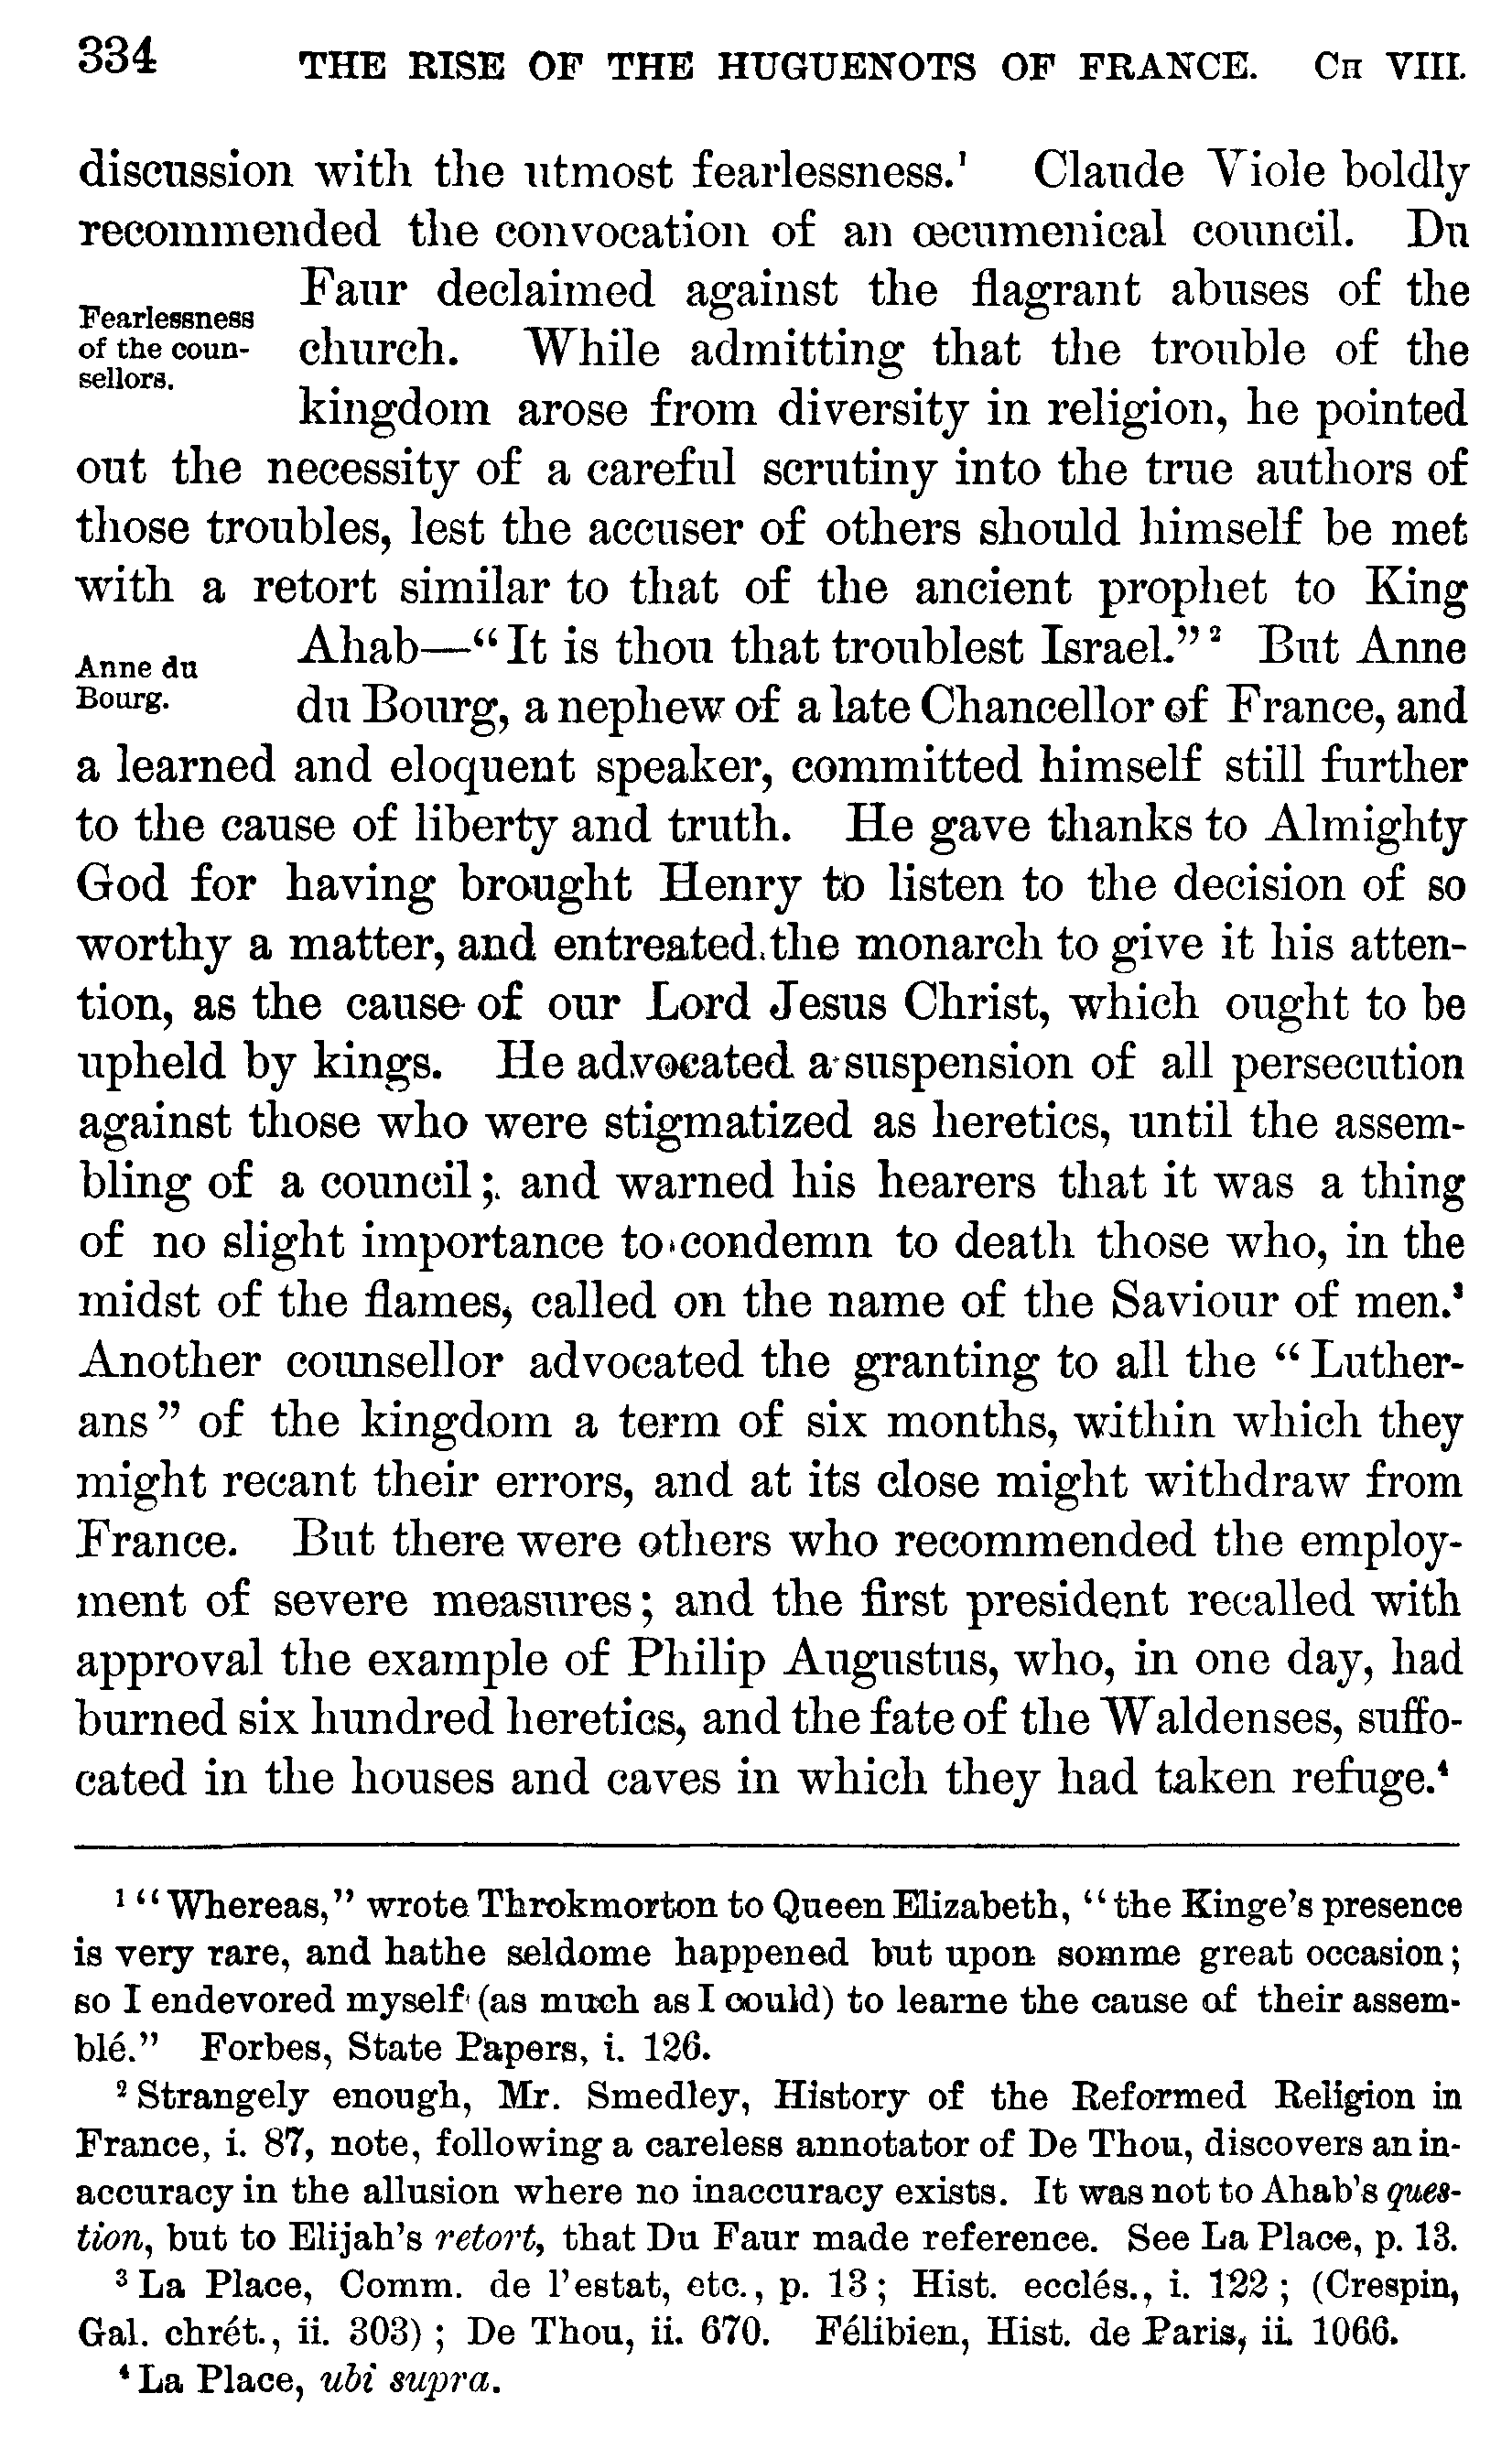 334 THE RISE OF THE HUGUENOTS OF FRANCE. CH VIII.
discussion with the utmost fearlessness.¹ Claude Viole boldly
recommended the convocation of an œcumenical council. Du
Faur declaimed against the flagrant abuses of the
Fearlessness
of the coun-
sellors.
church. While admitting that the trouble of the
kingdom arose from diversity in religion, he pointed
out the necessity of a careful scrutiny into the true authors of
those troubles, lest the accuser of others should himself be met
with a retort similar to that of the ancient prophet to King
Ahab—“It is thou that troublest Israel.”² But Anne
Anne du
Bourg.
du Bourg, a nephew of a late Chancellor of France, and
a learned and eloquent speaker, committed himself still further
to the cause of liberty and truth. He gave thanks to Almighty
God for having brought Henry to listen to the decision of so
worthy a matter, and entreated the monarch to give it his atten-
tion, as the cause of our Lord Jesus Christ, which ought to be
upheld by kings. He advocated a suspension of all persecution
against those who were stigmatized as heretics, until the assem-
bling of a council; and warned his hearers that it was a thing
of no slight importance to condemn to death those who, in the
midst of the flames, called on the name of the Saviour of men.³
Another counsellor advocated the granting to all the “Luther-
ans” of the kingdom a term of six months, within which they
might recant their errors, and at its close might withdraw from
France. But there were others who recommended the employ-
ment of severe measures; and the first president recalled with
approval the example of Philip Augustus, who, in one day, had
burned six hundred heretics, and the fate of the Waldenses, suffo-
cated in the houses and caves in which they had taken refuge.⁴
¹ “Whereas,” wrote Throkmorton to Queen Elizabeth, “the Kinge’s presence
is very rare, and hathe seldome happened but upon somme great occasion;
so I endevored myself (as much as I could) to learne the cause of their assem-
blé.” Forbes, State Papers, i. 126.
² Strangely enough, Mr. Smedley, History of the Reformed Religion in
France, i. 87, note, following a careless annotator of De Thou, discovers an in-
accuracy in the allusion where no inaccuracy exists. It was not to Ahab’s ques-
tion, but to Elijah’s retort, that Du Faur made reference. See La Place, p. 13.
³ La Place, Comm. de l’estat, etc., p. 13; Hist. ecclés., i. 122; (Crespin,
Gal. chrét., ii. 303); De Thou, ii. 670. Félibien, Hist. de Paris, ii. 1066.
⁴ La Place, ubi supra.